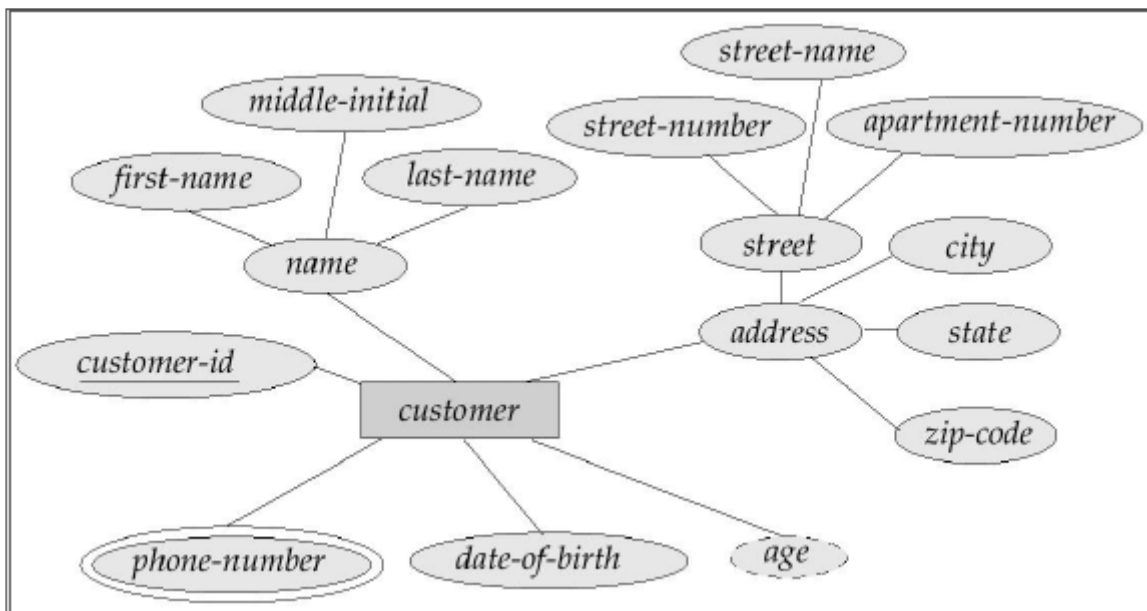 street-name
middle-initial
street-number
apartment-number
first-name
last-name
name
street
city
address
state
customer-id
customer
zip-code
phone-number
date-of-birth
age